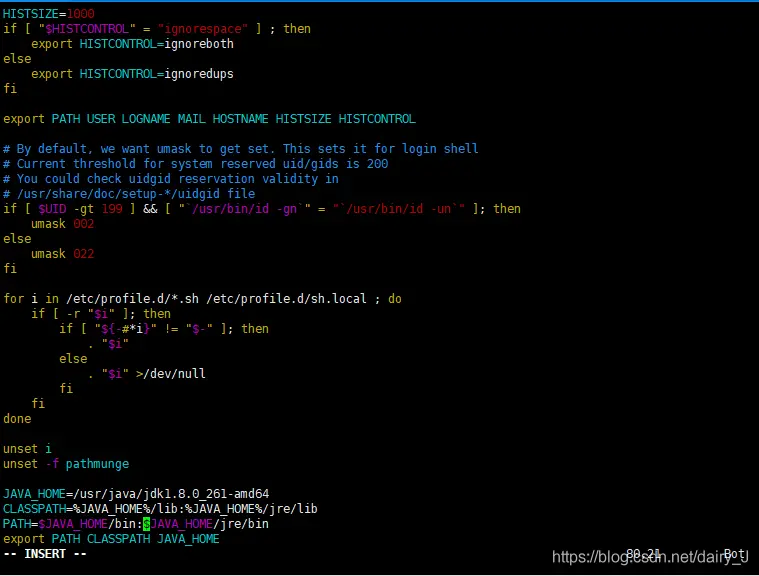 HISTSIZE=1000
if [ "$HISTCONTROL" = "ignorespace" ] ; then
    export HISTCONTROL=ignoreboth
else
    export HISTCONTROL=ignoredups
fi

export PATH USER LOGNAME MAIL HOSTNAME HISTSIZE HISTCONTROL

# By default, we want umask to get set. This sets it for login shell
# Current threshold for system reserved uid/gids is 200
# You could check uidgid reservation validity in
# /usr/share/doc/setup-*/uidgid file
if [ $UID -gt 199 ] && [ "`/usr/bin/id -gn`" = "`/usr/bin/id -un`" ]; then
    umask 002
else
    umask 022
fi

for i in /etc/profile.d/*.sh /etc/profile.d/sh.local ; do
    if [ -r "$i" ]; then
        if [ "${-#*i}" != "$-" ]; then
            . "$i"
        else
            . "$i" >/dev/null
        fi
    fi
done

unset i
unset -f pathmunge

JAVA_HOME=/usr/java/jdk1.8.0_261-amd64
CLASSPATH=%JAVA_HOME%/lib:%JAVA_HOME%/jre/lib
PATH=$JAVA_HOME/bin:$JAVA_HOME/jre/bin
export PATH CLASSPATH JAVA_HOME
-- INSERT -- 80,21 Bot
https://blog.csdn.net/dairy_J